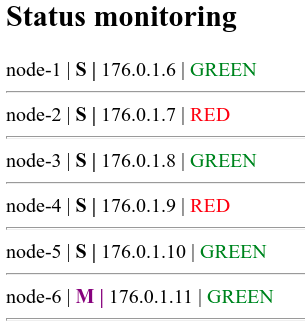 Status monitoring
node-1 | S | 176.0.1.6 | GREEN
node-2 | S | 176.0.1.7 | RED
node-3 | S | 176.0.1.8 | GREEN
node-4 | S | 176.0.1.9 | RED
node-5 | S | 176.0.1.10 | GREEN
node-6 | M | 176.0.1.11 | GREEN